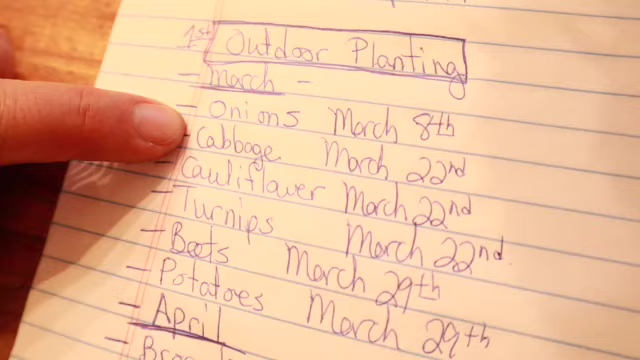 1st Outdoor Planting
- March -
- Onions March 8th
- Cabbage March 22nd
Cauliflower March 22nd
- Turnips March 22nd
- Beets March 29th
- Potatoes March 29th
- April